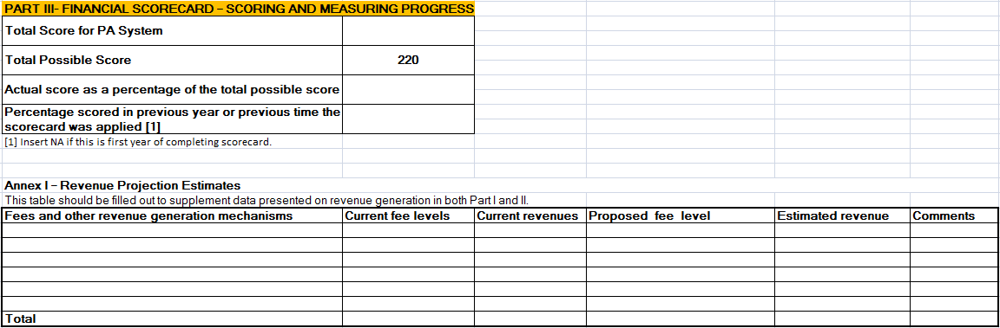 PART III- FINANCIAL SCORECARD – SCORING AND MEASURING PROGRESS
Total Score for PA System
Total Possible Score 220
Actual score as a percentage of the total possible score
Percentage scored in previous year or previous time the
scorecard was applied [1]
[1] Insert NA if this is first year of completing scorecard.
Annex I – Revenue Projection Estimates
This table should be filled out to supplement data presented on revenue generation in both Part I and II.
Fees and other revenue generation mechanisms Current fee levels Current revenues Proposed fee level Estimated revenue Comments
Total